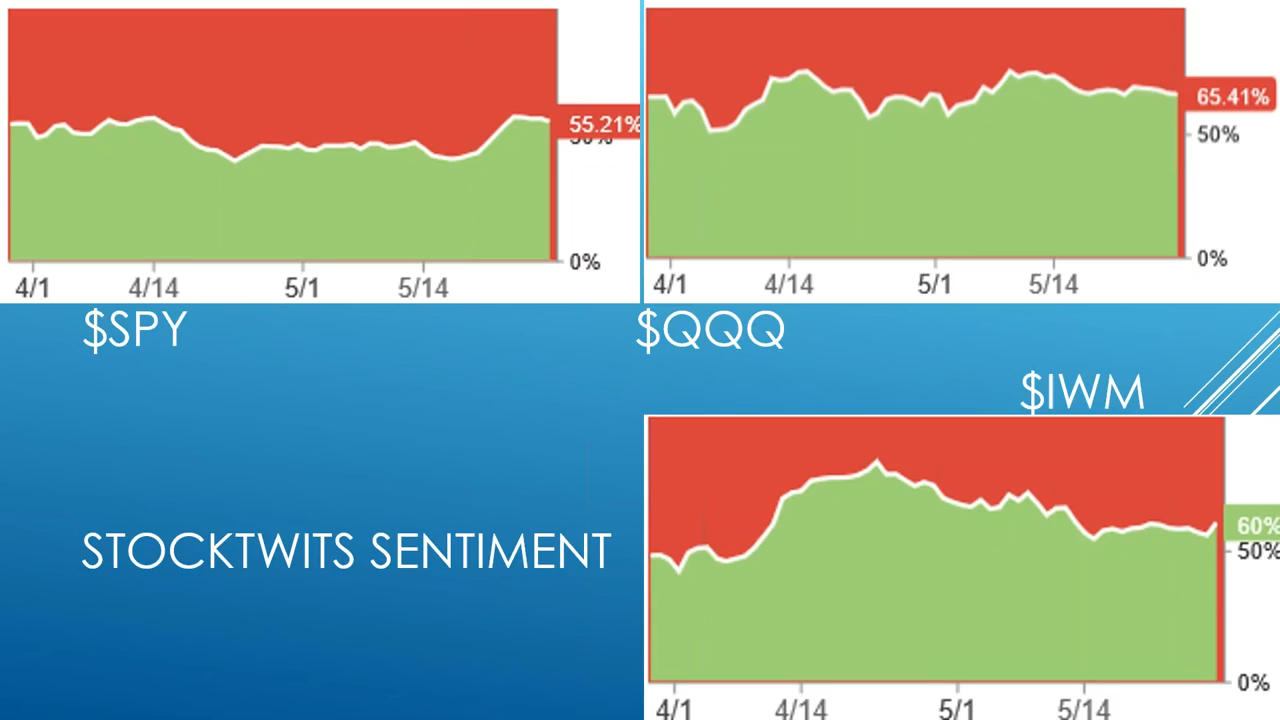 55.21%
50%
0%
4/1 4/14 5/1 5/14
65.41%
50%
0%
4/1 4/14 5/1 5/14
$SPY
$QQQ
$IWM
STOCKTWITS SENTIMENT
60%
50%
0%
4/1 4/14 5/1 5/14